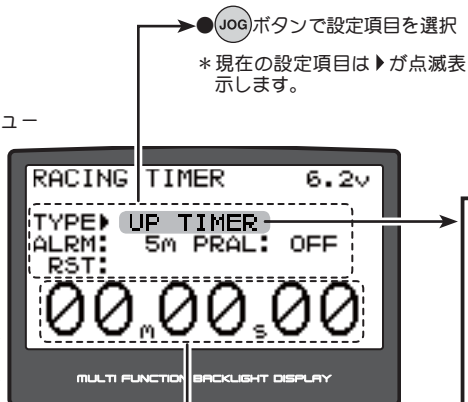 ●JOGボタンで設定項目を選択
＊現在の設定項目は▶が点滅表
示します。
ュー
RACING TIMER 6.2v
TYPE▶ UP TIMER
ALRM: 5m PRAL: OFF
RST:
00m00s00
MULTI FUNCTION BACKLIGHT DISPLAY